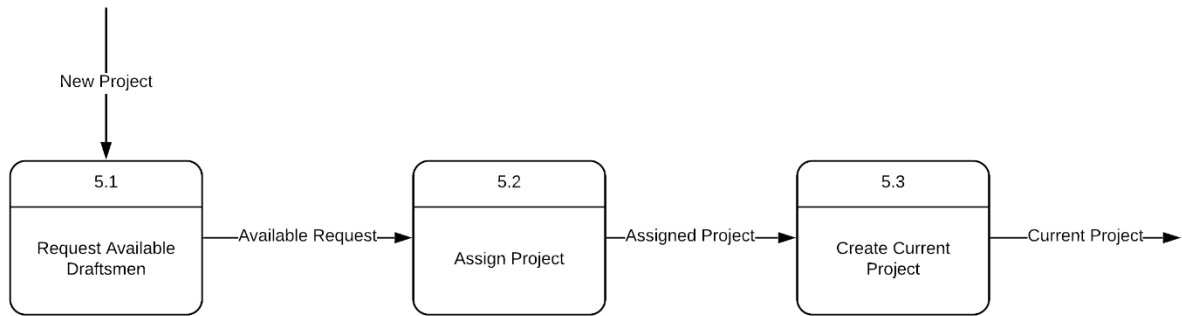 New Project
5.1
Request Available
Draftsmen
Available Request
5.2
Assign Project
Assigned Project
5.3
Create Current
Project
Current Project